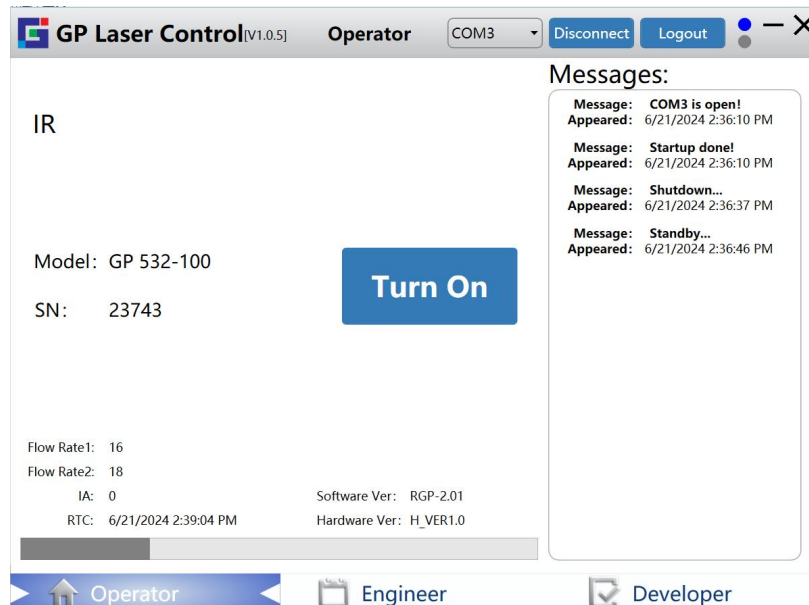 GP Laser Control[V1.0.5] Operator COM3 Disconnect Logout
Messages:
Message: COM3 is open!
Appeared: 6/21/2024 2:36:10 PM
Message: Startup done!
Appeared: 6/21/2024 2:36:10 PM
Message: Shutdown...
Appeared: 6/21/2024 2:36:37 PM
Message: Standby...
Appeared: 6/21/2024 2:36:46 PM
IR
Model: GP 532-100
SN: 23743
Turn On
Flow Rate1: 16
Flow Rate2: 18
IA: 0 Software Ver: RGP-2.01
RTC: 6/21/2024 2:39:04 PM Hardware Ver: H_VER1.0
Operator Engineer Developer